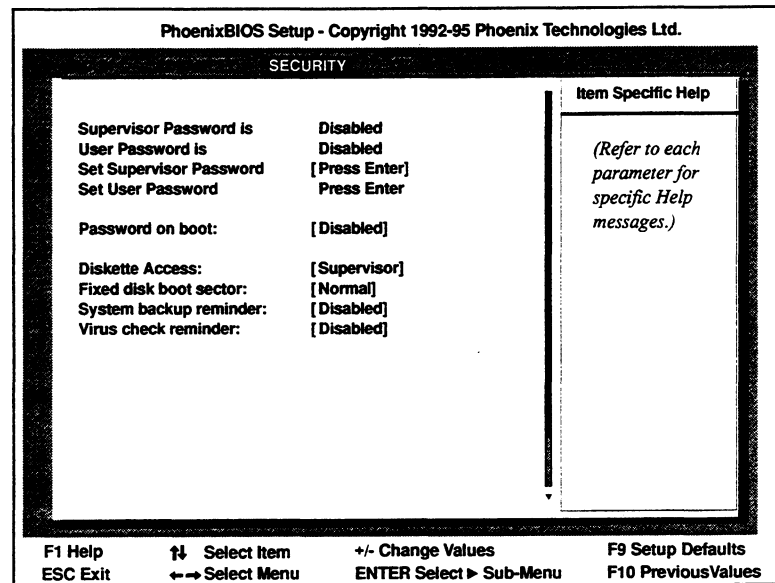 PhoenixBIOS Setup - Copyright 1992-95 Phoenix Technologies Ltd.
SECURITY
Item Specific Help
Supervisor Password is Disabled
User Password is Disabled
Set Supervisor Password [Press Enter]
Set User Password Press Enter
Password on boot: [Disabled]
Diskette Access: [Supervisor]
Fixed disk boot sector: [Normal]
System backup reminder: [Disabled]
Virus check reminder: [Disabled]
(Refer to each
parameter for
specific Help
messages.)
F1 Help ↑↓ Select Item +/- Change Values F9 Setup Defaults
ESC Exit ←→ Select Menu ENTER Select ► Sub-Menu F10 PreviousValues